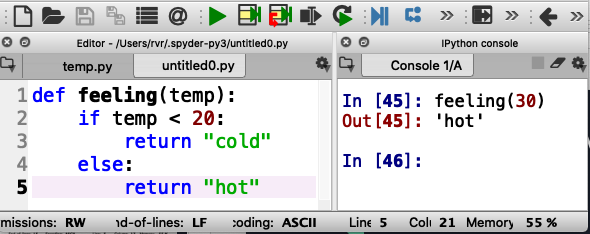 Editor - /Users/rvr/.spyder-py3/untitled0.py
temp.py untitled0.py
1 def feeling(temp):
2     if temp < 20:
3         return "cold"
4     else:
5         return "hot"
IPython console
Console 1/A
In [45]: feeling(30)
Out[45]: 'hot'
In [46]:
missions: RW nd-of-lines: LF coding: ASCII Line 5 Colu 21 Memory 55 %